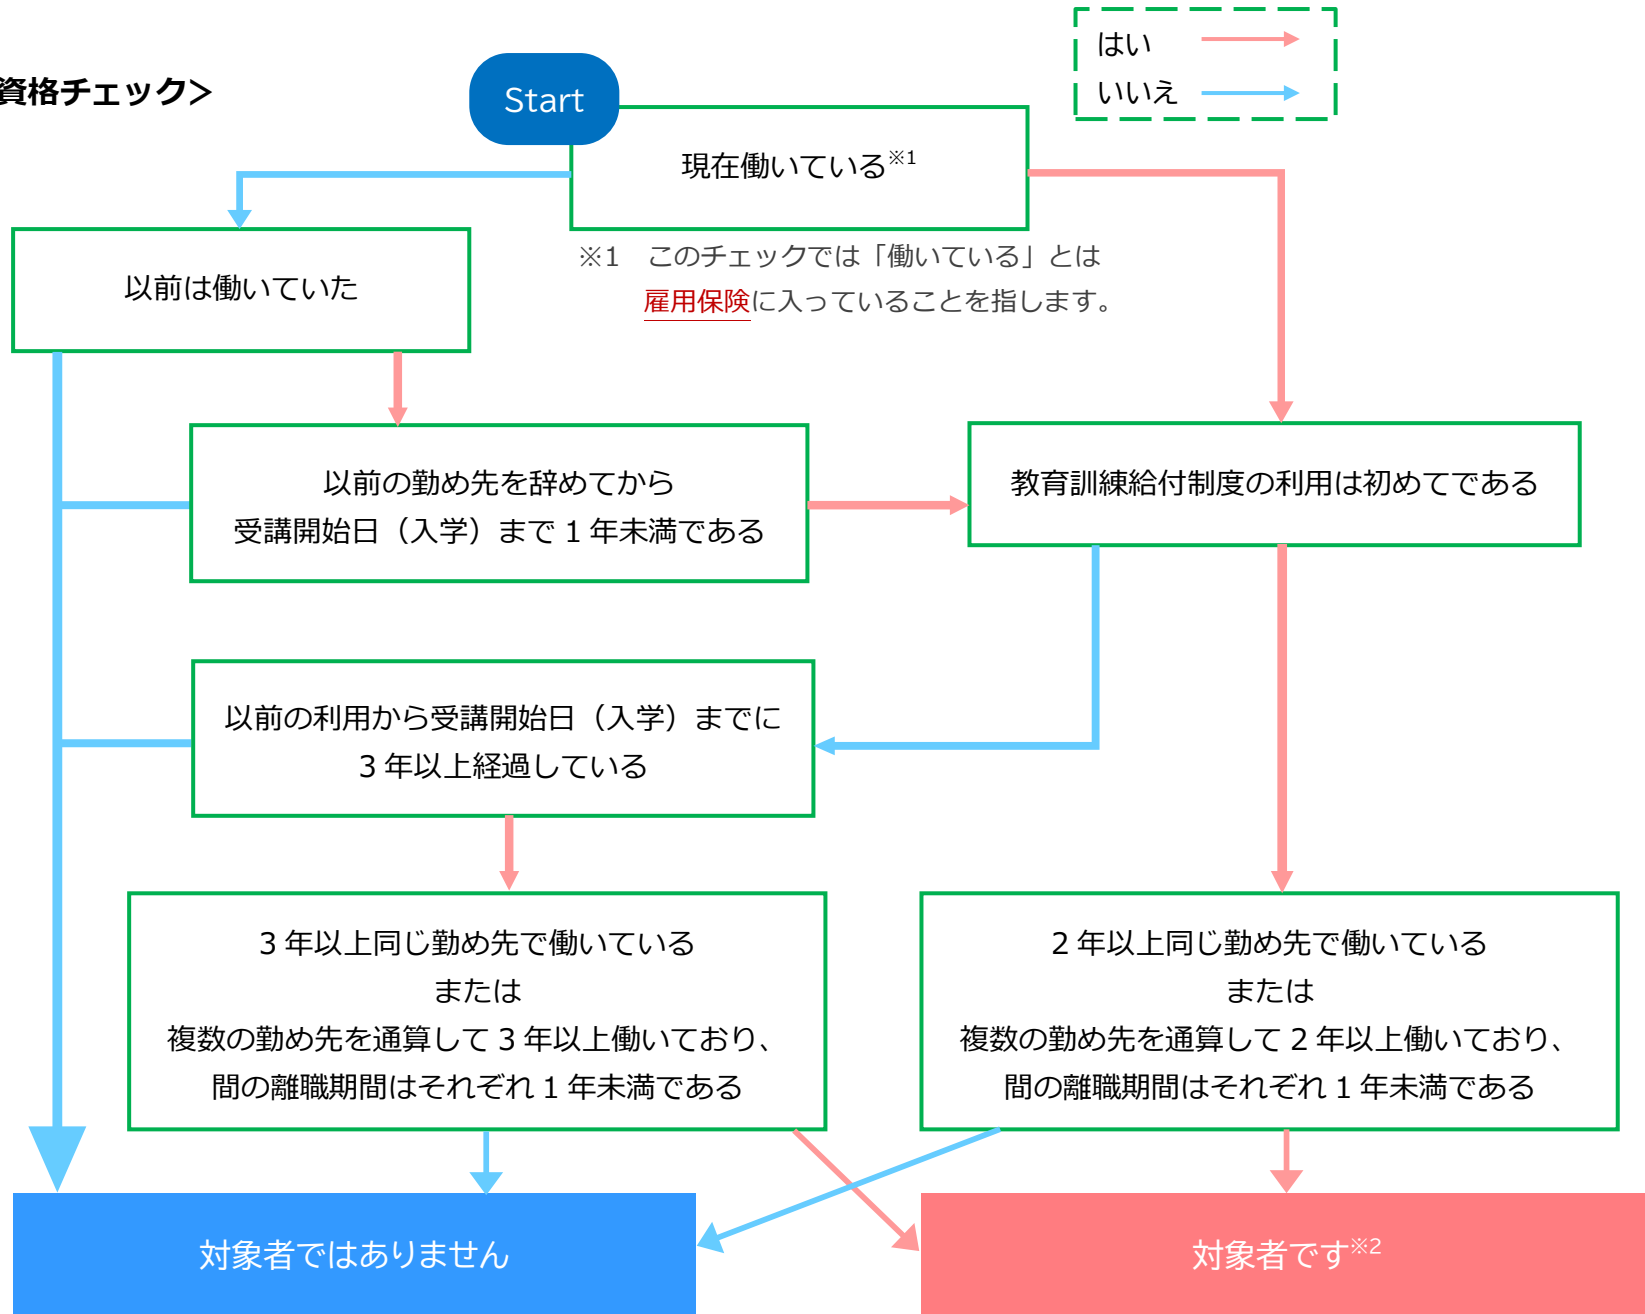 資格チェック>
はい
いいえ
Start
現在働いている※1
※1　このチェックでは「働いている」とは
雇用保険に入っていることを指します。
以前は働いていた
以前の勤め先を辞めてから
受講開始日（入学）まで 1 年未満である
教育訓練給付制度の利用は初めてである
以前の利用から受講開始日（入学）までに
3 年以上経過している
3 年以上同じ勤め先で働いている
または
複数の勤め先を通算して 3 年以上働いており、
間の離職期間はそれぞれ 1 年未満である
2 年以上同じ勤め先で働いている
または
複数の勤め先を通算して 2 年以上働いており、
間の離職期間はそれぞれ 1 年未満である
対象者ではありません
対象者です※2